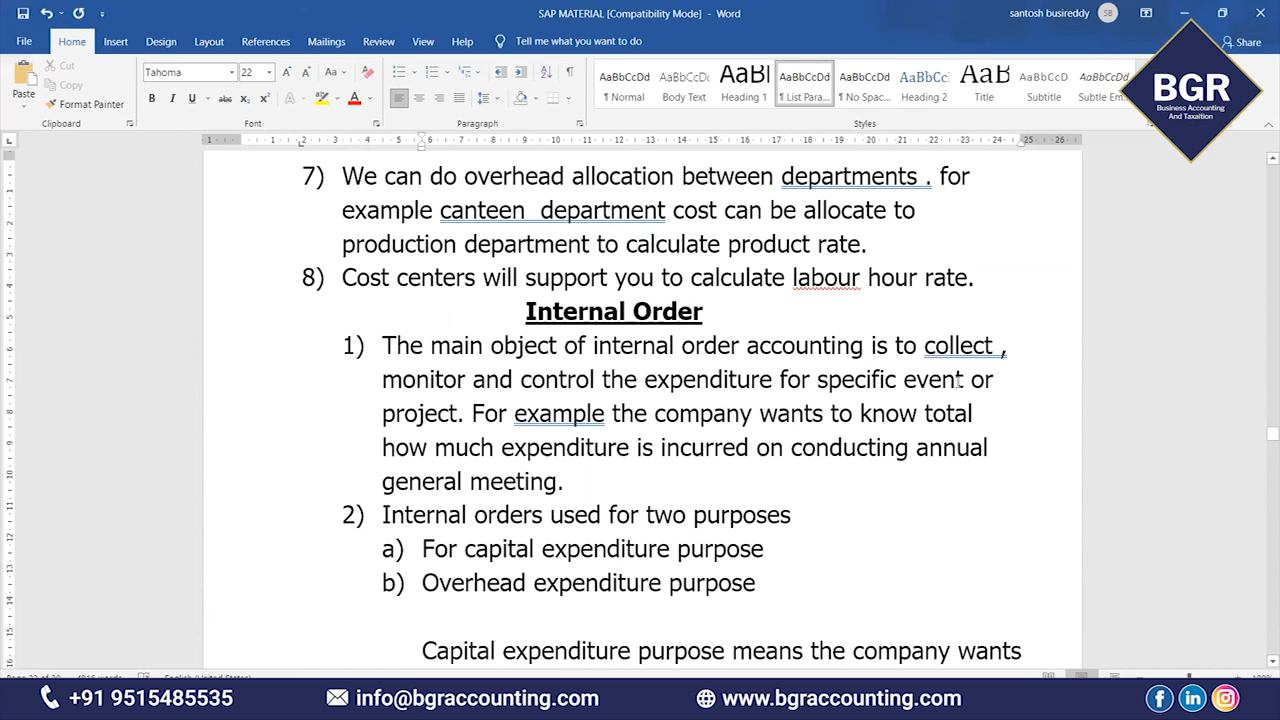 SAP MATERIAL [Compatibility Mode] - Word
santosh busireddy
SB
File Home Insert Design Layout References Mailings Review View Help Tell me what you want to do
Share
Paste
Cut
Copy
Format Painter
Clipboard
Tahoma 22
Font
Paragraph
AaBbCcDd AaBbCcDd AaBl AaBbCcDd AaBbCcDd AaBbCc AaB AaBbCcD AaBbCcDd
¶ Normal Body Text Heading 1 ¶ List Para... ¶ No Spac... Heading 2 Title Subtitle Subtle Em...
Styles
BGR
Business Accounting
And Taxaition
7) We can do overhead allocation between departments . for
example canteen department cost can be allocate to
production department to calculate product rate.
8) Cost centers will support you to calculate labour hour rate.
Internal Order
1) The main object of internal order accounting is to collect ,
monitor and control the expenditure for specific event or
project. For example the company wants to know total
how much expenditure is incurred on conducting annual
general meeting.
2) Internal orders used for two purposes
a) For capital expenditure purpose
b) Overhead expenditure purpose
Capital expenditure purpose means the company wants
+91 9515485535
info@bgraccounting.com
www.bgraccounting.com